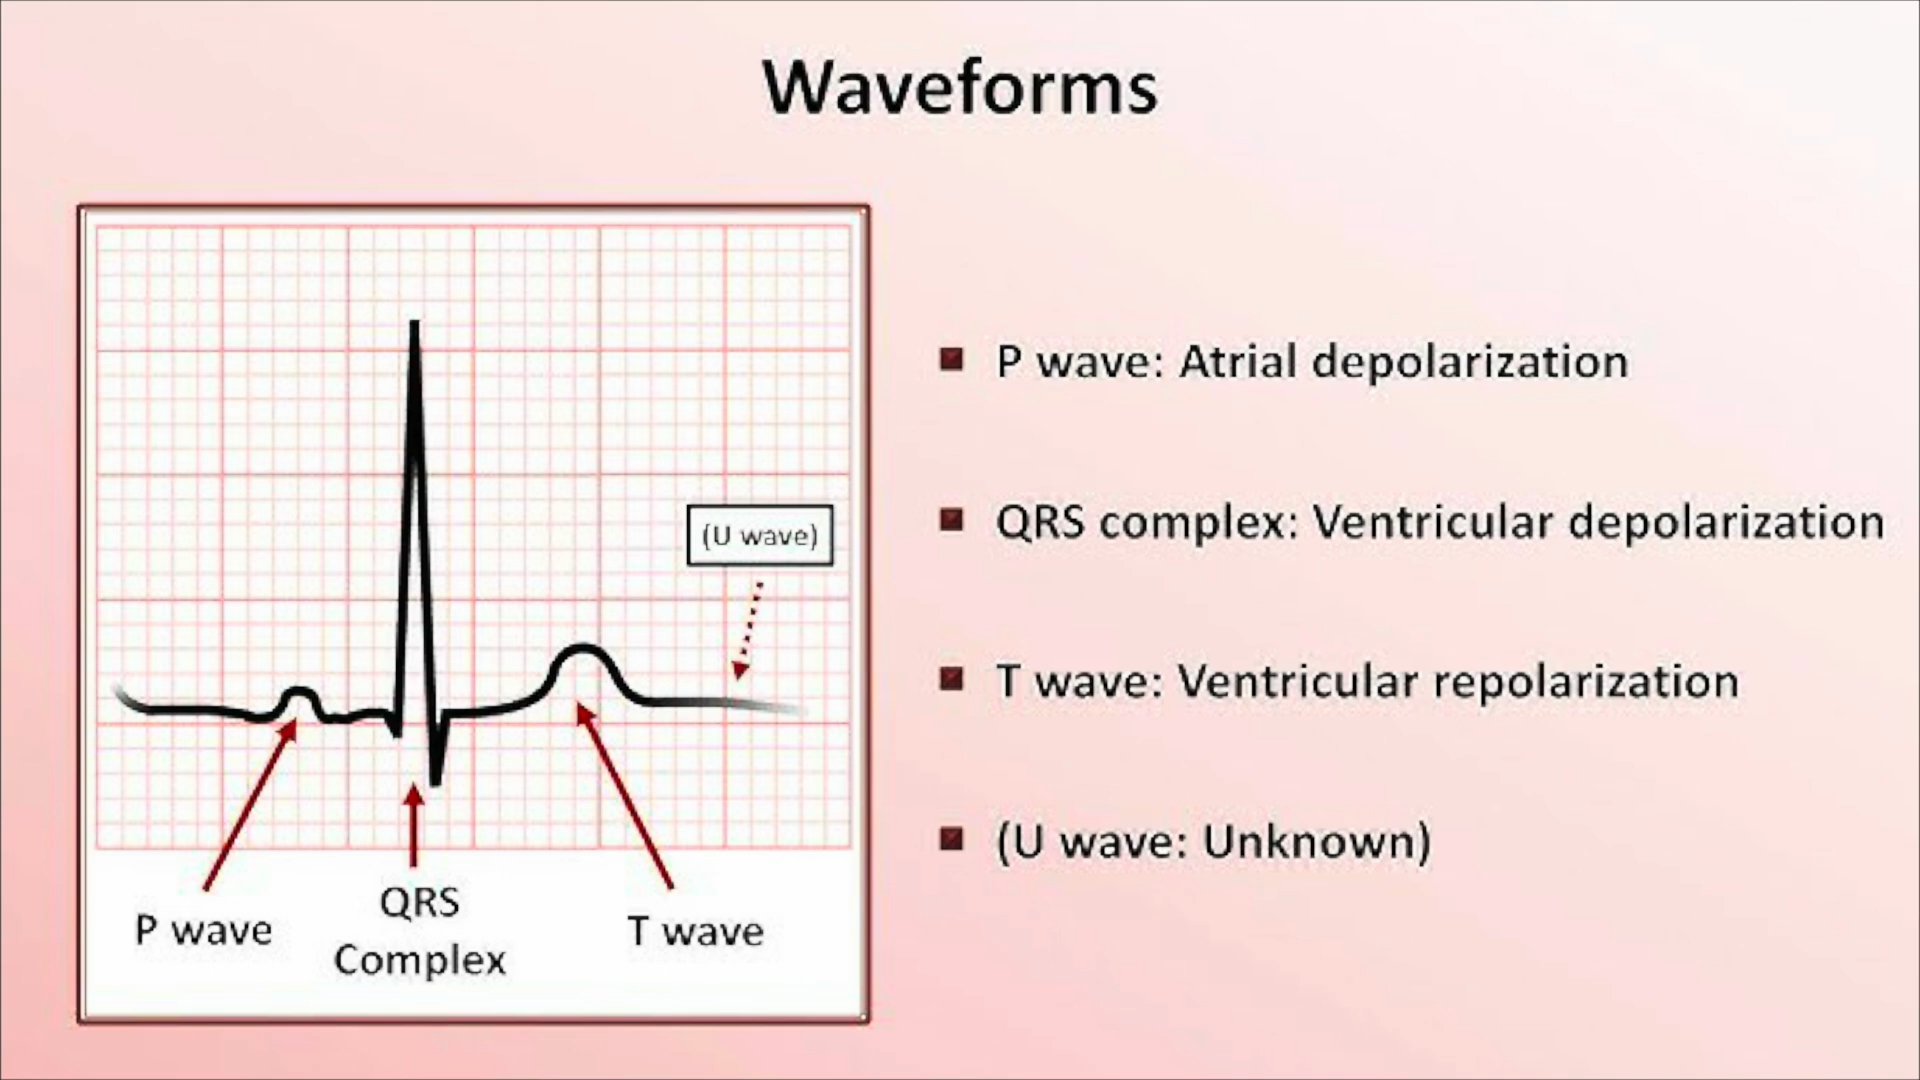 Waveforms
(U wave)
P wave
QRS
Complex
T wave
P wave: Atrial depolarization
QRS complex: Ventricular depolarization
T wave: Ventricular repolarization
(U wave: Unknown)